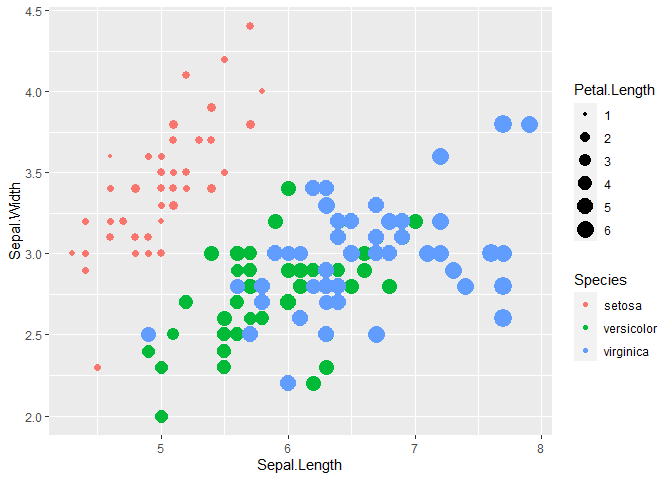 4.5
4.0
3.5
3.0
2.5
2.0
Sepal.Width
5 6 7 8
Sepal.Length
Petal.Length
1
2
3
4
5
6
Species
setosa
versicolor
virginica